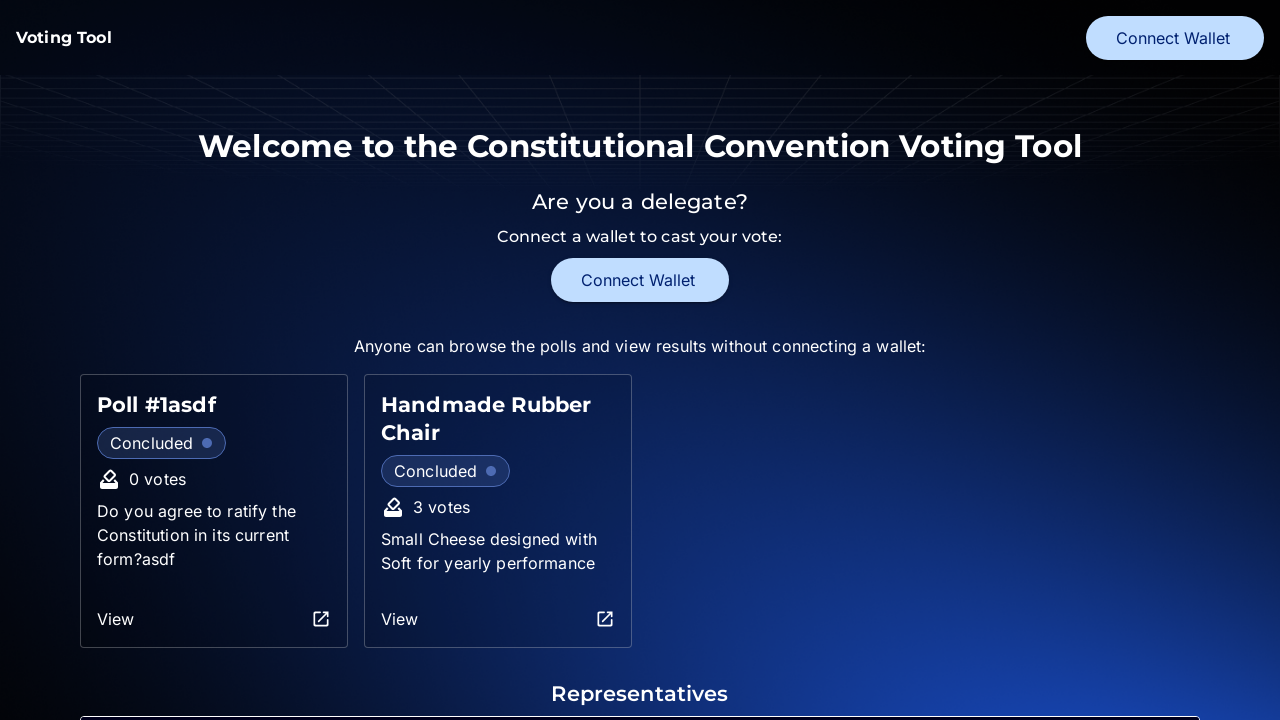 Voting Tool
Connect Wallet
Welcome to the Constitutional Convention Voting Tool
Are you a delegate?
Connect a wallet to cast your vote:
Connect Wallet
Anyone can browse the polls and view results without connecting a wallet:
Poll #1asdf
Concluded
0 votes
Do you agree to ratify the
Constitution in its current
form?asdf
View
Handmade Rubber
Chair
Concluded
3 votes
Small Cheese designed with
Soft for yearly performance
View
Representatives